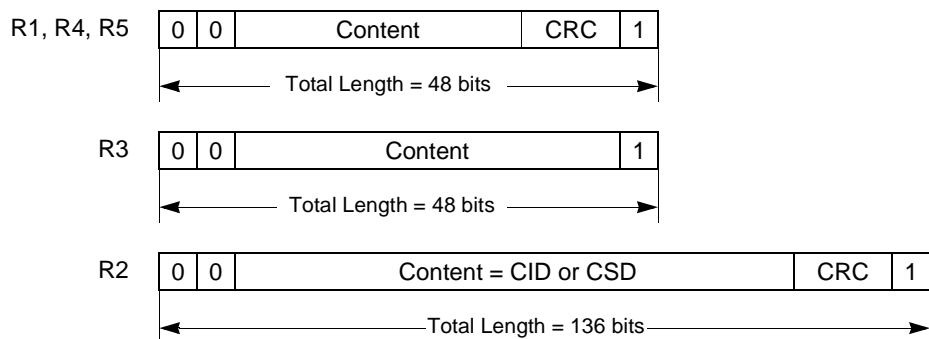 R1, R4, R5 0 0 Content CRC 1
Total Length = 48 bits
R3 0 0 Content 1
Total Length = 48 bits
R2 0 0 Content = CID or CSD CRC 1
Total Length = 136 bits